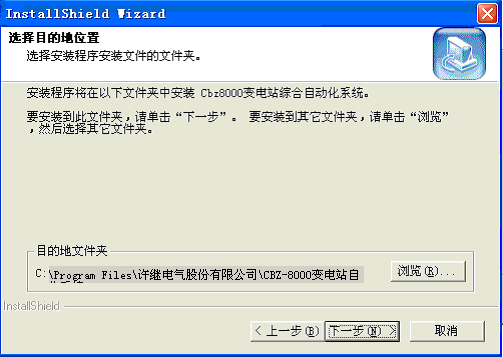 InstallShield Wizard
选择目的地位置
选择安装程序安装文件的文件夹。
安装程序将在以下文件夹中安装 Cbz8000变电站综合自动化系统。
要安装到此文件夹,请单击“下一步”。 要安装到其它文件夹,请单击“浏览”
,然后选择其它文件夹。
目的地文件夹
C:\Program Files\许继电气股份有限公司\CBZ-8000变电站自
浏览(R)...
InstallShield
< 上一步(B)
下一步(N) >
取消